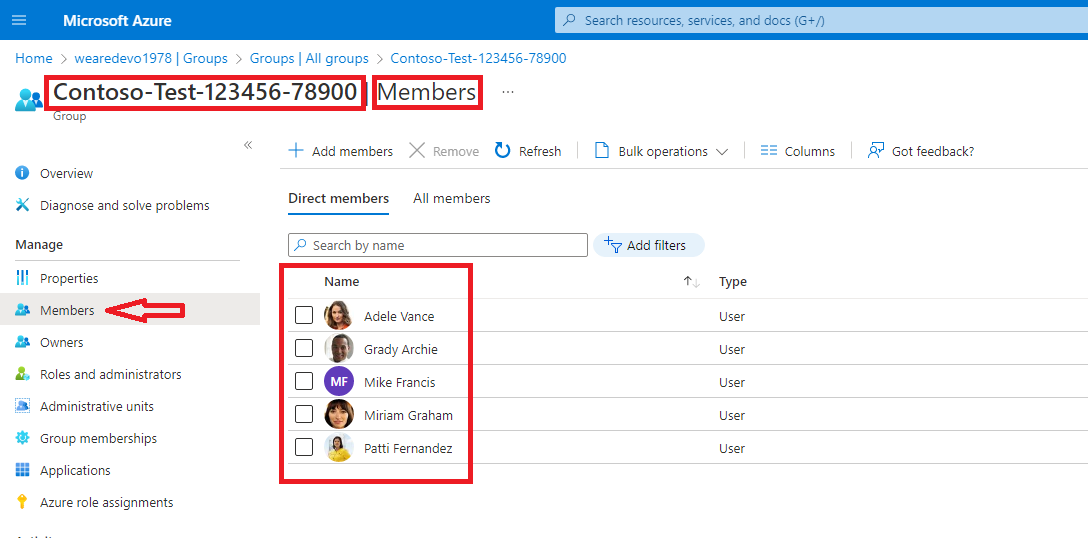 Microsoft Azure
Search resources, services, and docs (G+/)
Home > wearedevo1978 | Groups > Groups | All groups > Contoso-Test-123456-78900
Contoso-Test-123456-78900 | Members ...
Group
«
Add members Remove Refresh Bulk operations Columns Got feedback?
Overview
Diagnose and solve problems
Manage
Properties
Members
Owners
Roles and administrators
Administrative units
Group memberships
Applications
Azure role assignments
Direct members All members
Search by name Add filters
Name Type
Adele Vance User
Grady Archie User
MF Mike Francis User
Miriam Graham User
Patti Fernandez User